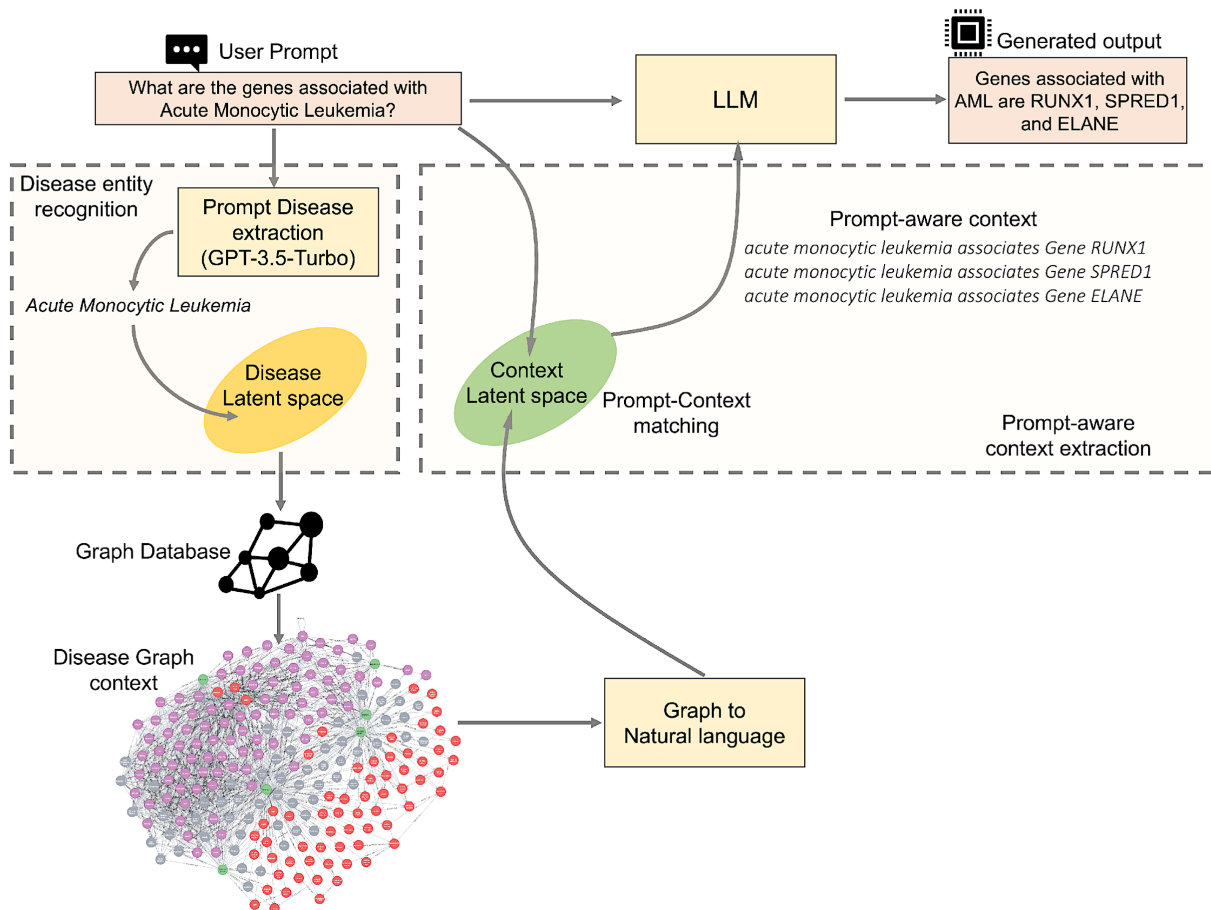 User Prompt
What are the genes associated with
Acute Monocytic Leukemia?
LLM
Generated output
Genes associated with
AML are RUNX1, SPRED1,
and ELANE
Disease entity
recognition
Prompt Disease
extraction
(GPT-3.5-Turbo)
Acute Monocytic Leukemia
Disease
Latent space
Prompt-aware context
acute monocytic leukemia associates Gene RUNX1
acute monocytic leukemia associates Gene SPRED1
acute monocytic leukemia associates Gene ELANE
Context
Latent space
Prompt-Context
matching
Prompt-aware
context extraction
Graph Database
Disease Graph
context
Graph to
Natural language